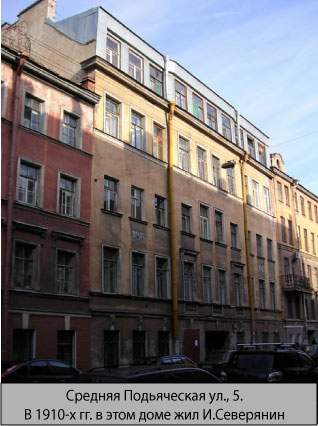 Средняя Подьяческая ул., 5.
В 1910-х гг. в этом доме жил И.Северянин